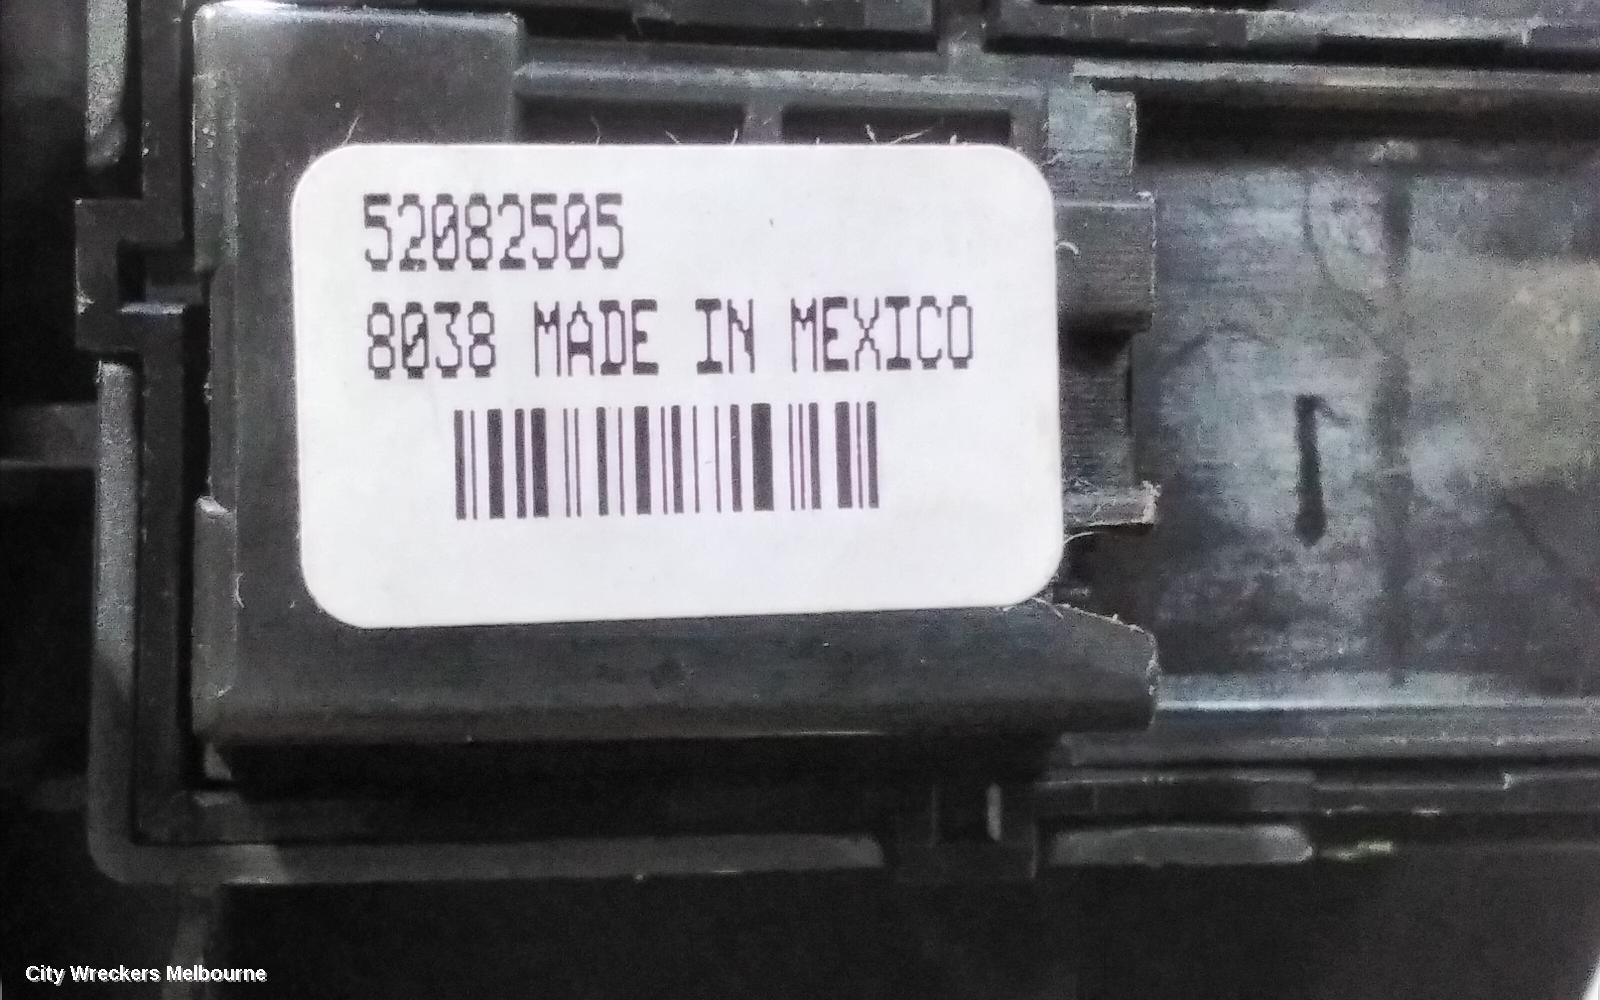 52082505
8038 MADE IN MEXICO
City Wreckers Melbourne